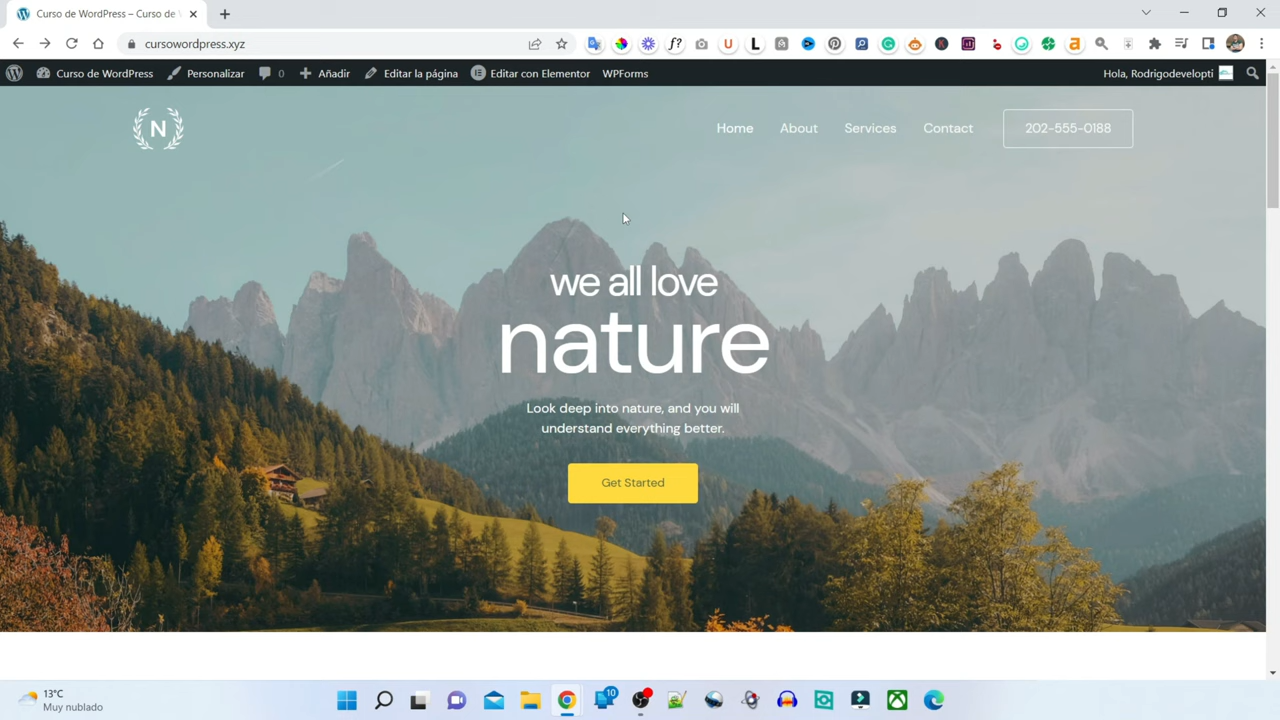 Curso de WordPress – Curso de
cursowordpress.xyz
Curso de WordPress
Personalizar
0
Añadir
Editar la página
Editar con Elementor
WPForms
Hola, Rodrigodevelopti
N
Home
About
Services
Contact
202-555-0188
we all love
nature
Look deep into nature, and you will
understand everything better.
Get Started
13°C
Muy nublado
10